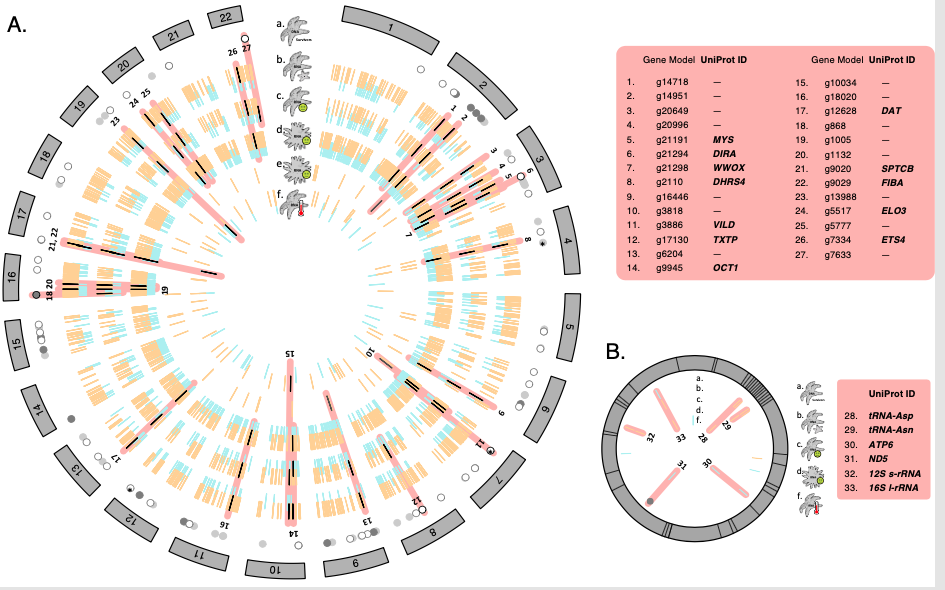 A.
1
2
3
4
5
6
7
8
9
10
11
12
13
14
15
16
17
18
19
20
21
22
a.
b.
c.
d.
e.
f.
DNA
Survivors
1
2
3
4
5
6
7
8
9
10
11
12
13
14
15
16
17
18 20
19
21, 22
23
24
25
26
27
Gene Model UniProt ID
1. g14718 —
2. g14951 —
3. g20649 —
4. g20996 —
5. g21191 MYS
6. g21294 DIRA
7. g21298 WWOX
8. g2110 DHRS4
9. g16446 —
10. g3818 —
11. g3886 VILD
12. g17130 TXTP
13. g6204 —
14. g9945 OCT1
Gene Model UniProt ID
15. g10034 —
16. g18020 —
17. g12628 DAT
18. g868 —
19. g1005 —
20. g1132 —
21. g9020 SPTCB
22. g9029 FIBA
23. g13988 —
24. g5517 ELO3
25. g5777 —
26. g7334 ETS4
27. g7633 —
B.
a.
b.
c.
d.
f.
28
29
30
31
32
33
a.
b.
c.
d.
f.
UniProt ID
28. tRNA-Asp
29. tRNA-Asn
30. ATP6
31. ND5
32. 12S s-rRNA
33. 16S l-rRNA